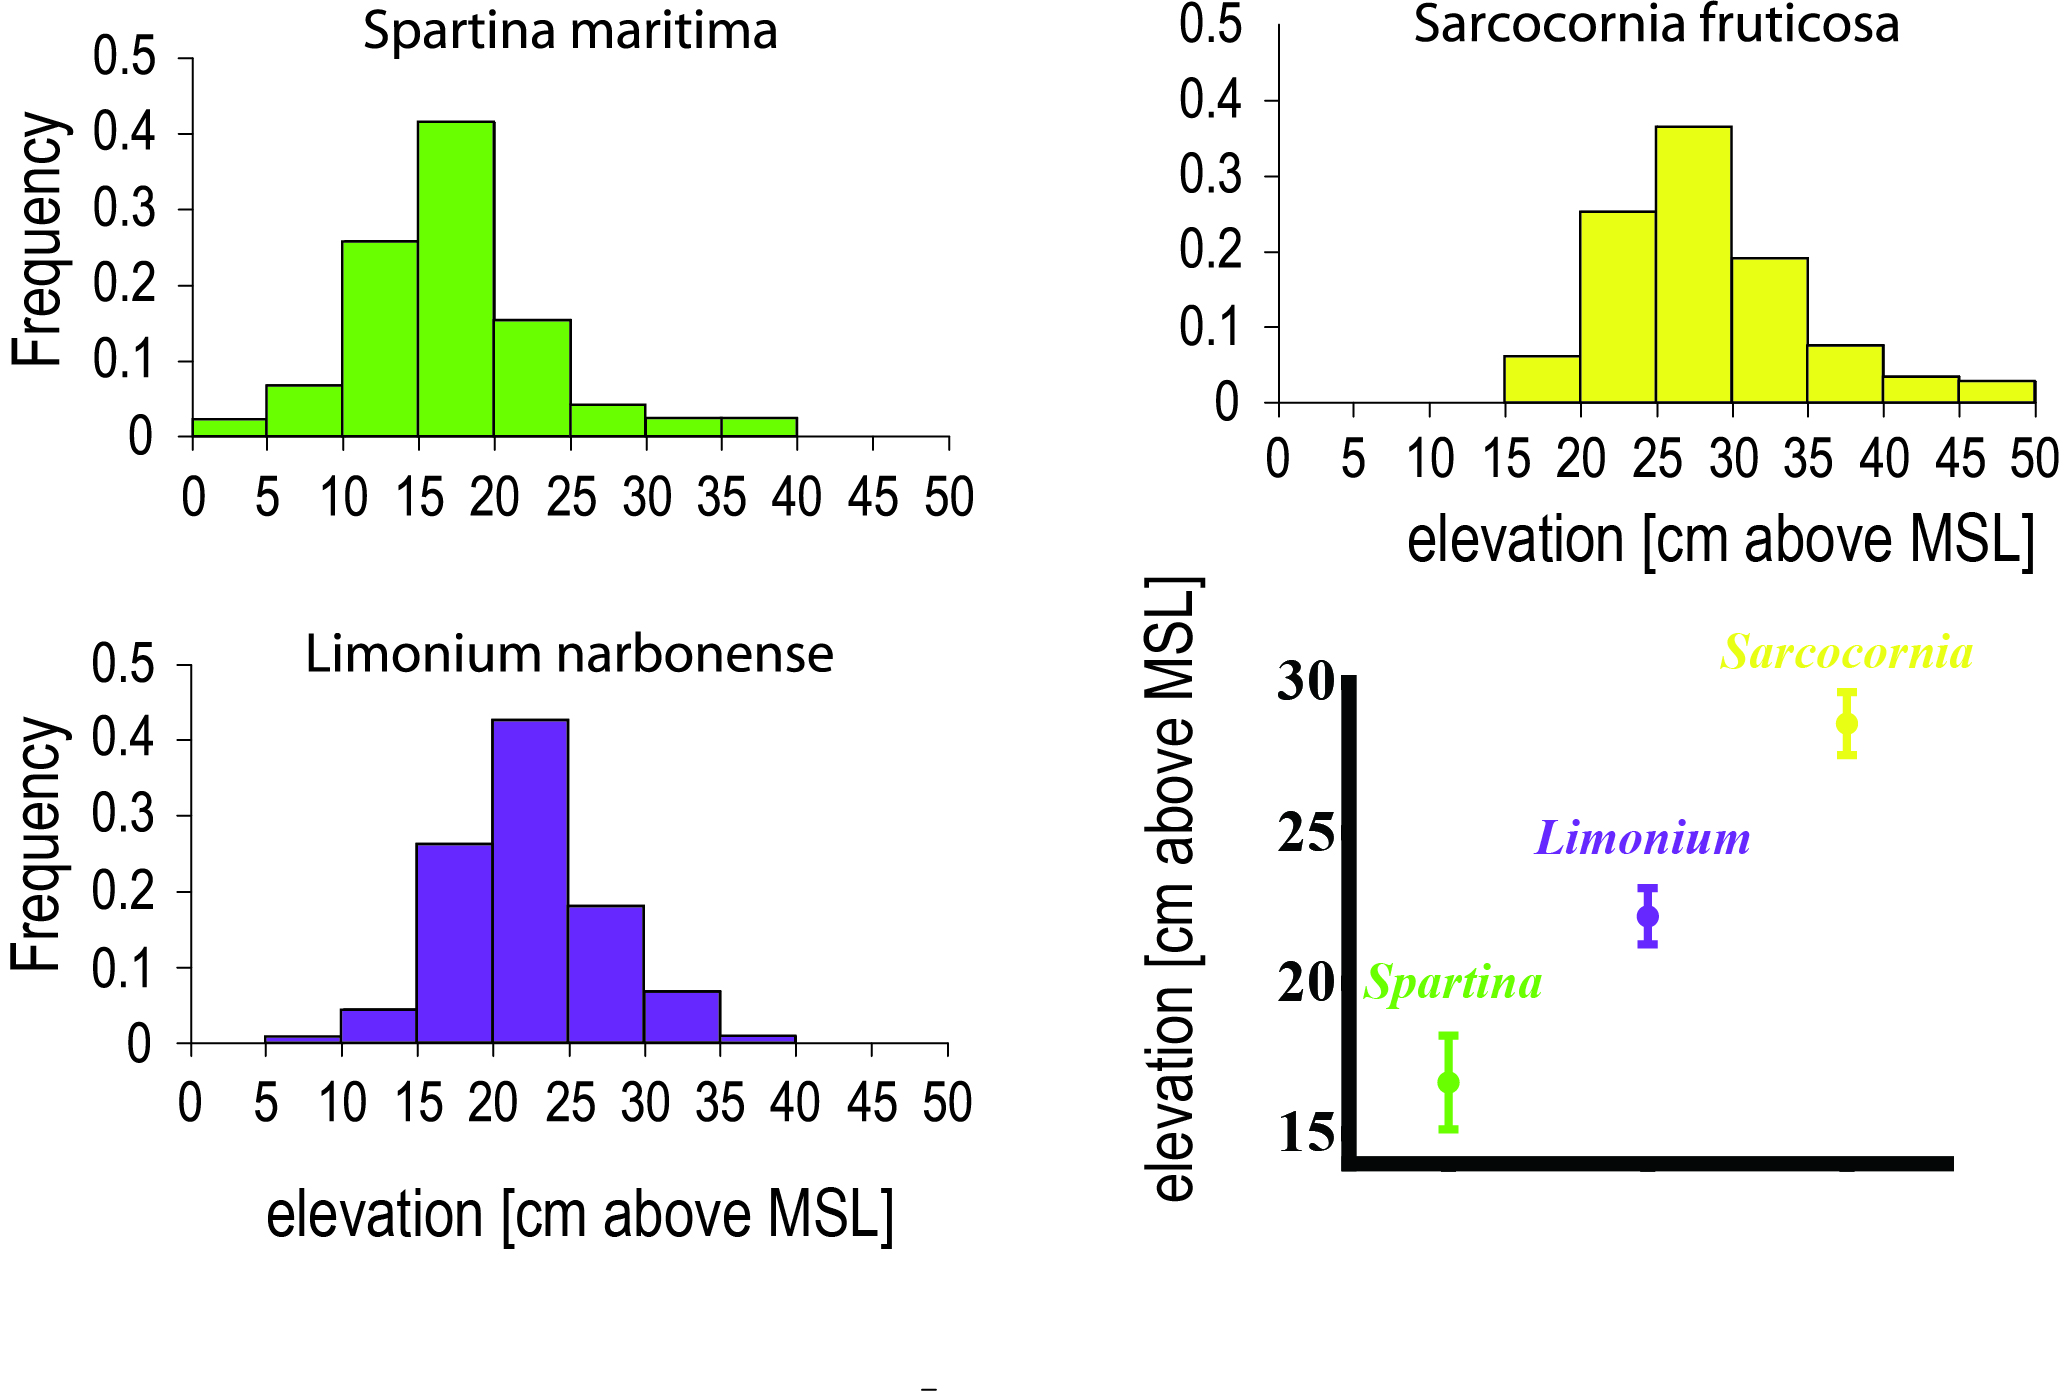 Spartina maritima
Frequency
0.5
0.4
0.3
0.2
0.1
0
0 5 10 15 20 25 30 35 40 45 50
Sarcocornia fruticosa
0.5
0.4
0.3
0.2
0.1
0
0 5 10 15 20 25 30 35 40 45 50
elevation [cm above MSL]
Limonium narbonense
Frequency
0.5
0.4
0.3
0.2
0.1
0
0 5 10 15 20 25 30 35 40 45 50
elevation [cm above MSL]
elevation [cm above MSL]
30
25
20
15
Sarcocornia
Limonium
Spartina